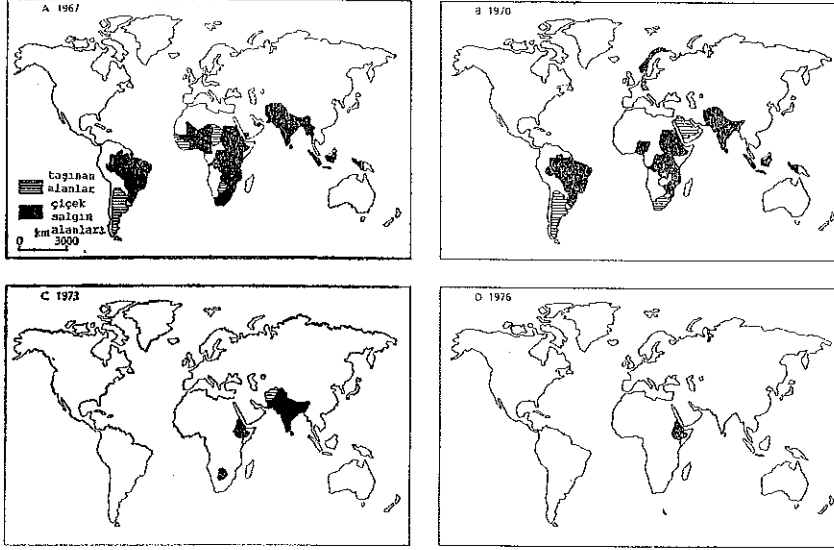 A 1967
taşınan
alanlar
çiçek
salgın
km alanları
0 3000
B 1970
C 1973
D 1976